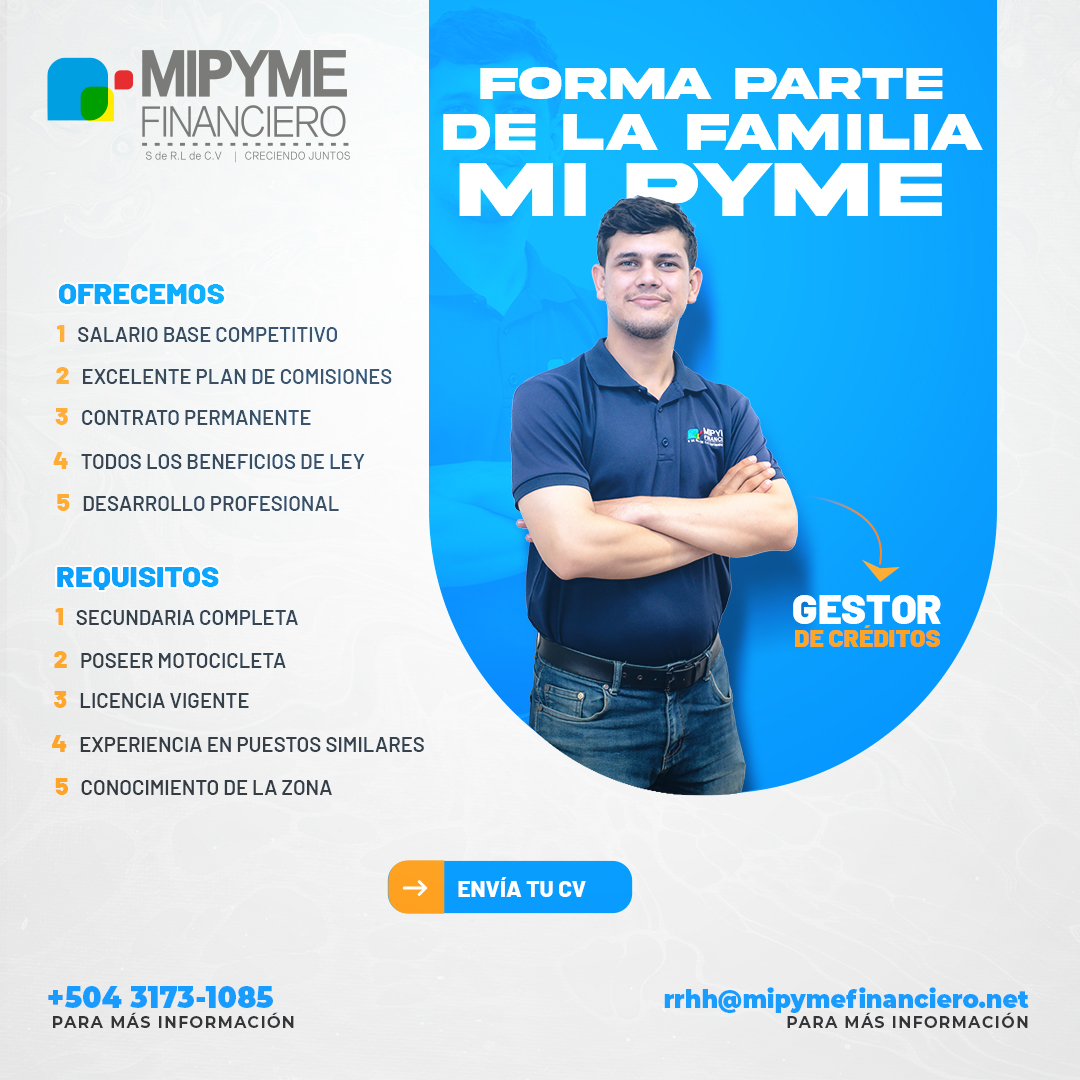 MIPYME
FINANCIERO
S de R.L de C.V | CRECIENDO JUNTOS
FORMA PARTE
DE LA FAMILIA
MI PYME
OFRECEMOS
1 SALARIO BASE COMPETITIVO
2 EXCELENTE PLAN DE COMISIONES
3 CONTRATO PERMANENTE
4 TODOS LOS BENEFICIOS DE LEY
5 DESARROLLO PROFESIONAL
REQUISITOS
1 SECUNDARIA COMPLETA
2 POSEER MOTOCICLETA
3 LICENCIA VIGENTE
4 EXPERIENCIA EN PUESTOS SIMILARES
5 CONOCIMIENTO DE LA ZONA
GESTOR
DE CRÉDITOS
ENVÍA TU CV
+504 3173-1085
PARA MÁS INFORMACIÓN
rrhh@mipymefinanciero.net
PARA MÁS INFORMACIÓN